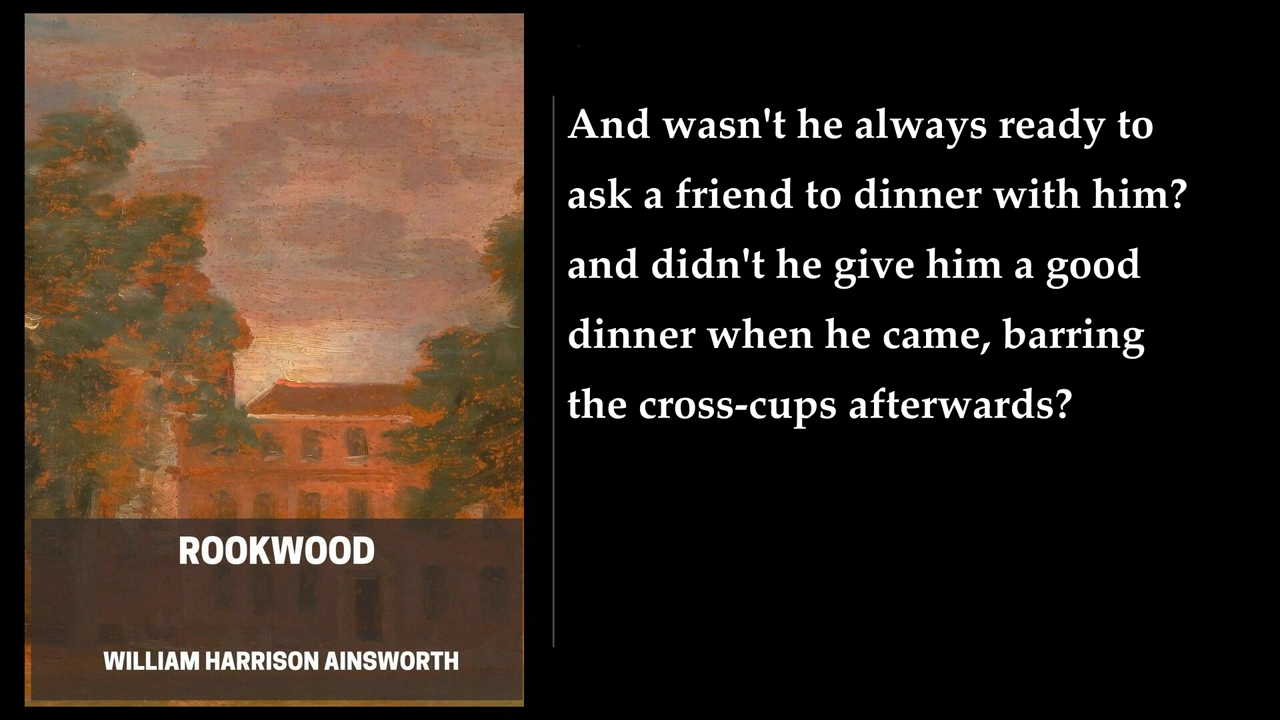 ROOKWOOD
WILLIAM HARRISON AINSWORTH
And wasn't he always ready to
ask a friend to dinner with him?
and didn't he give him a good
dinner when he came, barring
the cross-cups afterwards?